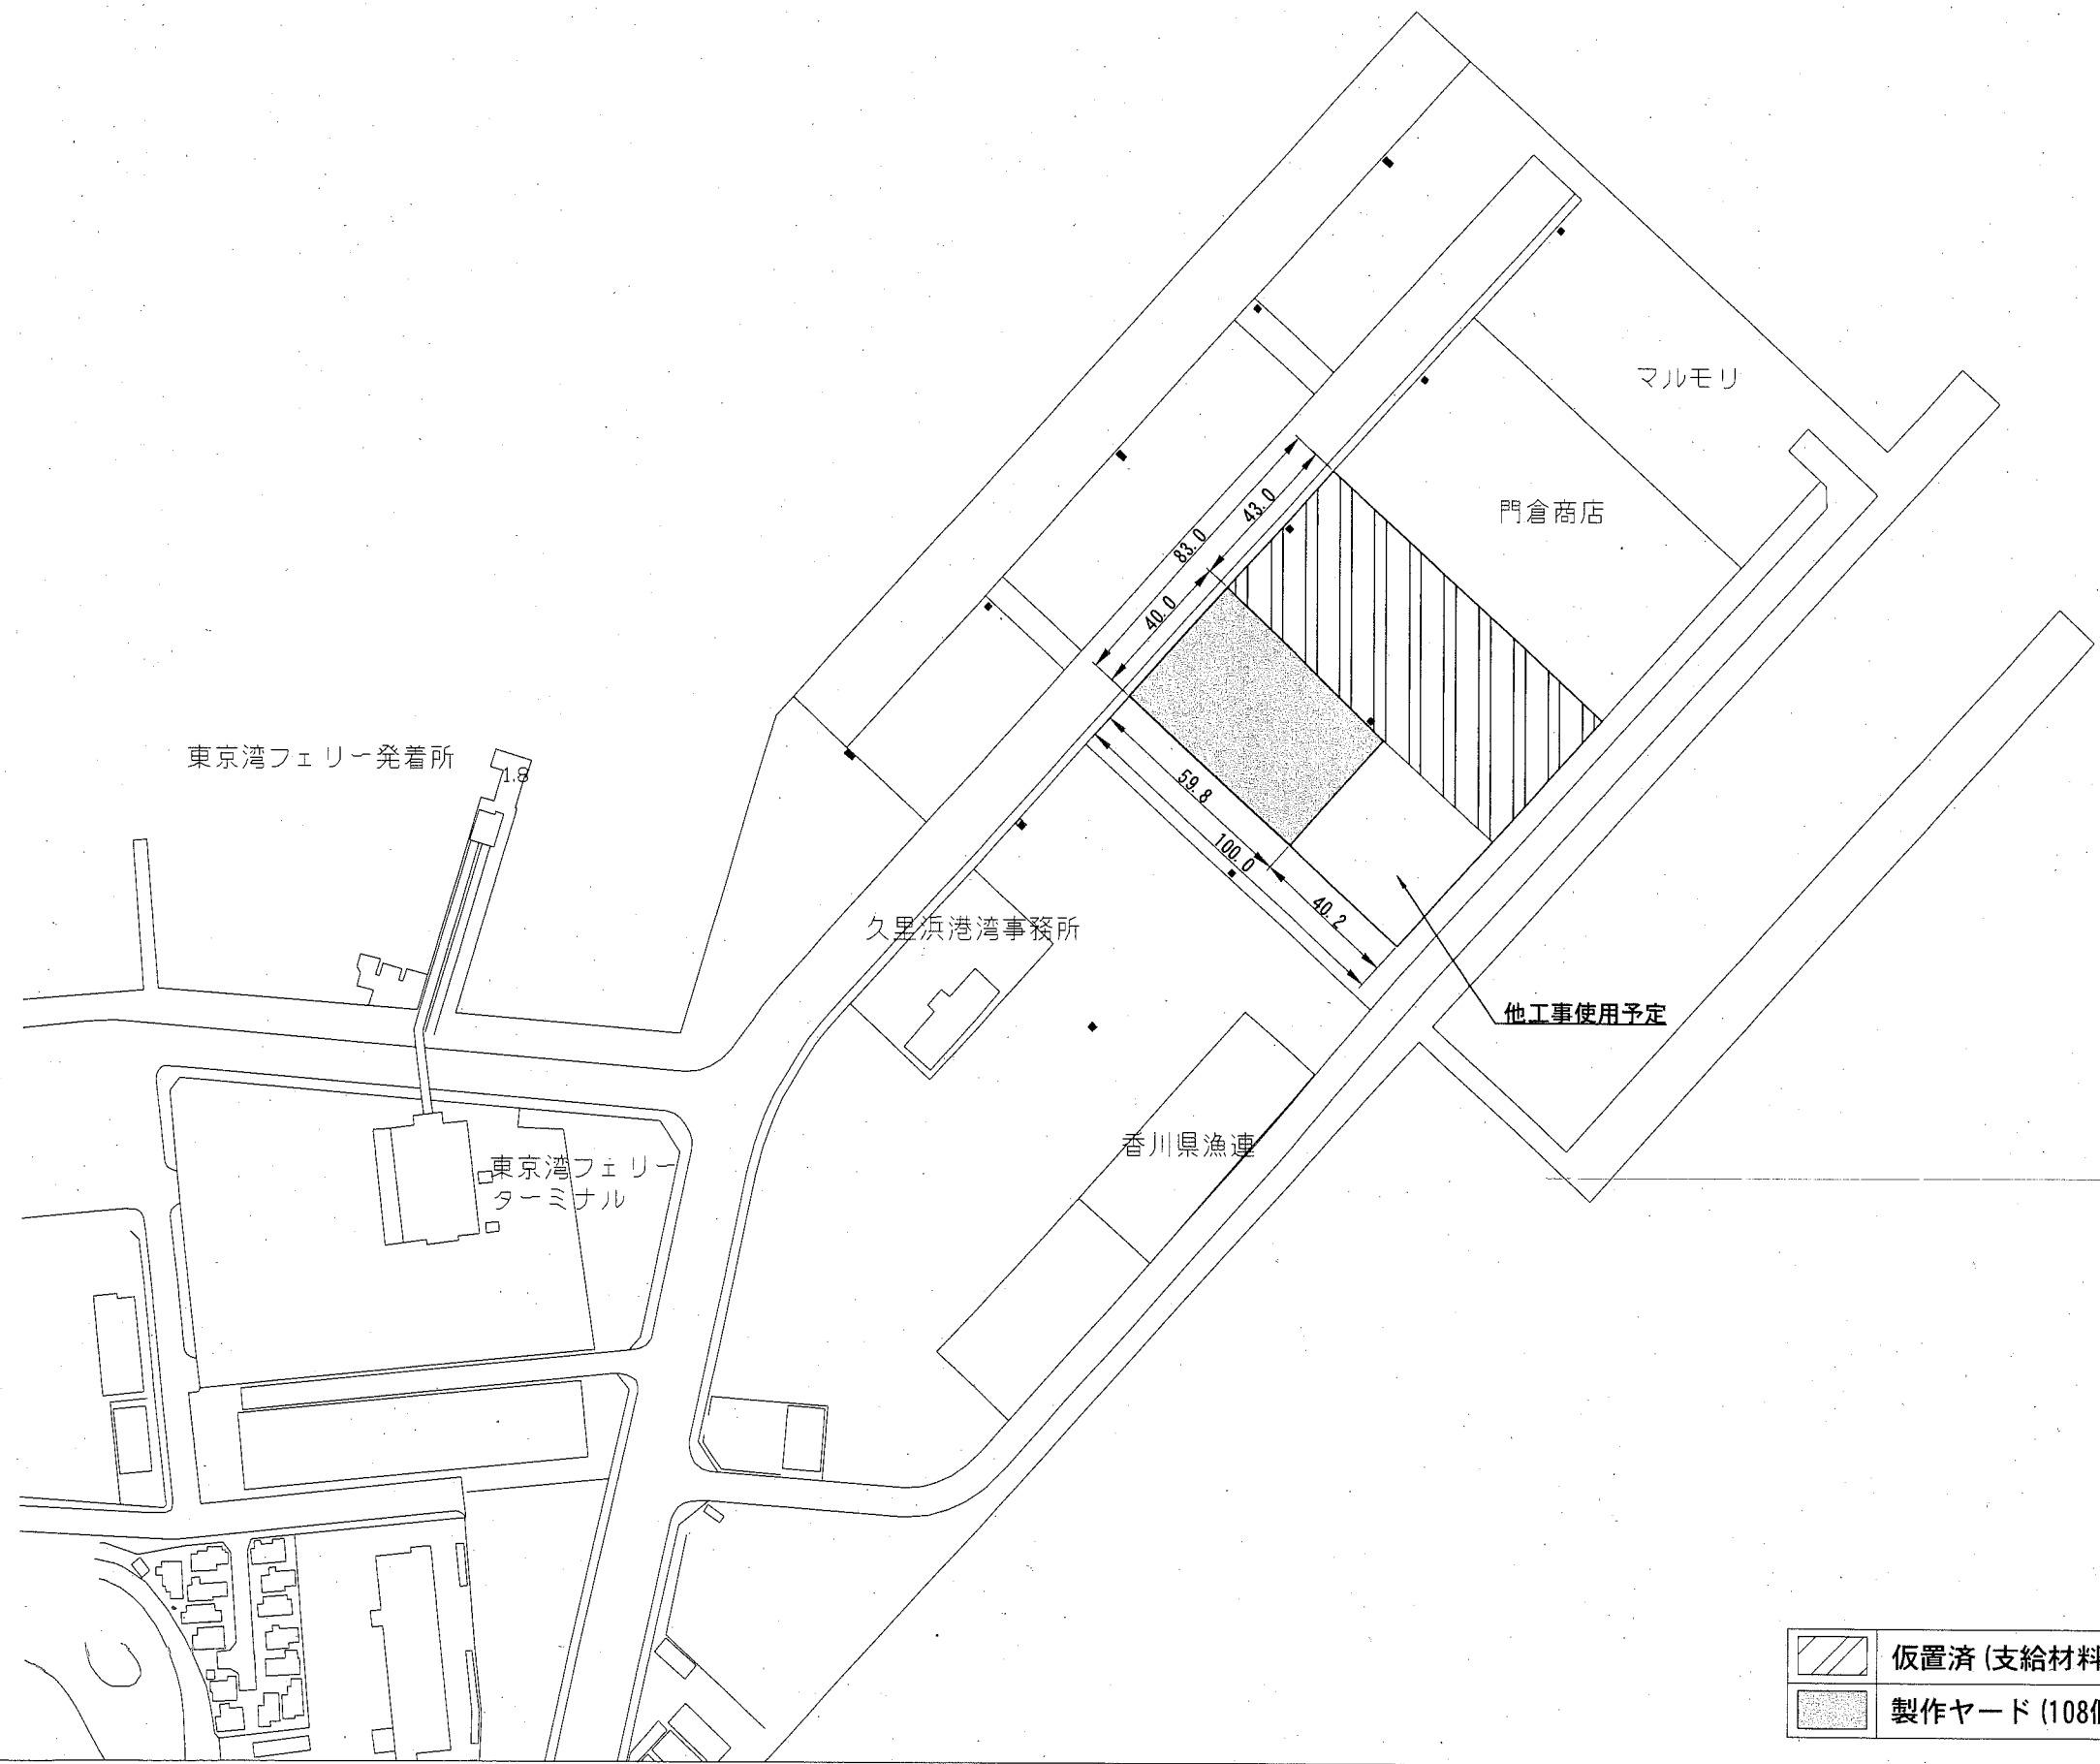 マルモリ
門倉商店
43.0
83.0
40.0
東京湾フェリー発着所
1.8
59.8
100.0
40.2
久里浜港湾事務所
他工事使用予定
香川県漁連
東京湾フェリー
ターミナル
仮置済(支給材料
製作ヤード(108